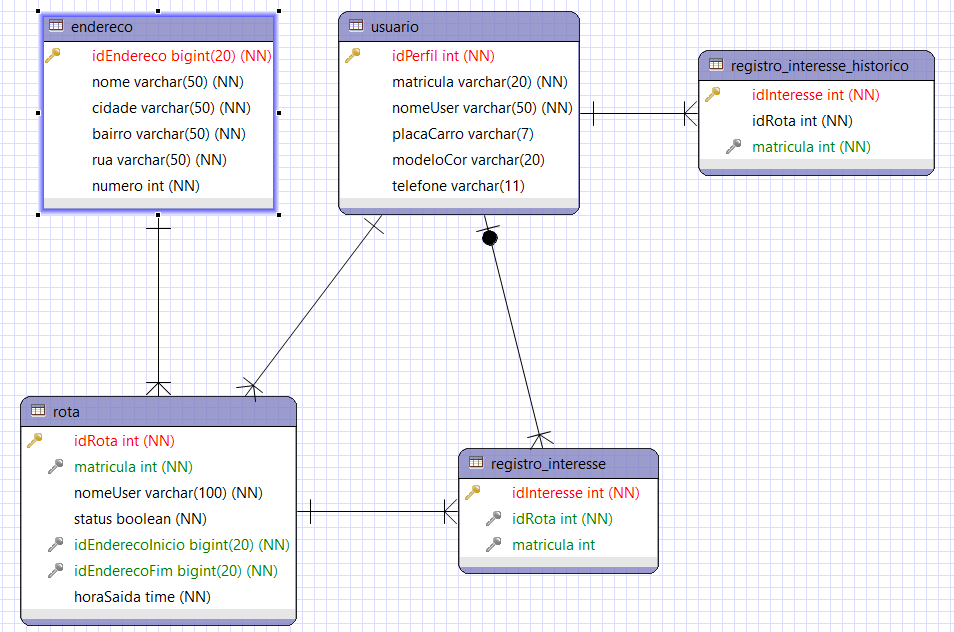 endereco
idEndereco bigint(20) (NN)
nome varchar(50) (NN)
cidade varchar(50) (NN)
bairro varchar(50) (NN)
rua varchar(50) (NN)
numero int (NN)
usuario
idPerfil int (NN)
matricula varchar(20) (NN)
nomeUser varchar(50) (NN)
placaCarro varchar(7)
modeloCor varchar(20)
telefone varchar(11)
registro_interesse_historico
idInteresse int (NN)
idRota int (NN)
matricula int (NN)
rota
idRota int (NN)
matricula int (NN)
nomeUser varchar(100) (NN)
status boolean (NN)
idEnderecoInicio bigint(20) (NN)
idEnderecoFim bigint(20) (NN)
horaSaida time (NN)
registro_interesse
idInteresse int (NN)
idRota int (NN)
matricula int